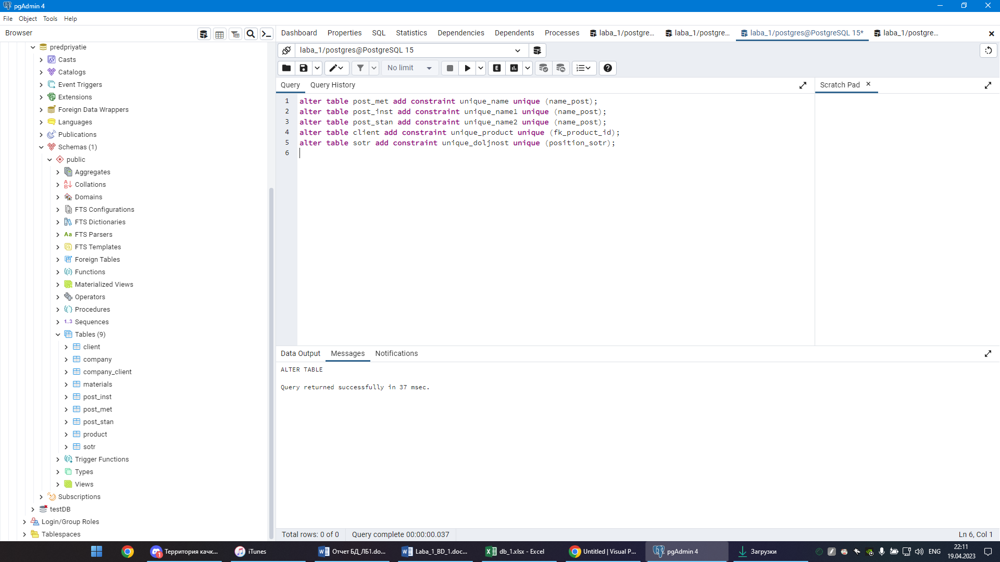 pgAdmin 4
File Object Tools Help
Browser
predpriyatie
Casts
Catalogs
Event Triggers
Extensions
Foreign Data Wrappers
Languages
Publications
Schemas (1)
public
Aggregates
Collations
Domains
FTS Configurations
FTS Dictionaries
Aa FTS Parsers
FTS Templates
Foreign Tables
Functions
Materialized Views
Operators
Procedures
1..3 Sequences
Tables (9)
client
company
company_client
materials
post_inst
post_met
post_stan
product
sotr
Trigger Functions
Types
Views
Subscriptions
testDB
Login/Group Roles
Tablespaces
Dashboard Properties SQL Statistics Dependencies Dependents Processes laba_1/postgre... laba_1/postgre... laba_1/postgres@PostgreSQL 15* laba_1/postgre...
laba_1/postgres@PostgreSQL 15
No limit
E
Query Query History
Scratch Pad
1 alter table post_met add constraint unique_name unique (name_post);
2 alter table post_inst add constraint unique_name1 unique (name_post);
3 alter table post_stan add constraint unique_name2 unique (name_post);
4 alter table client add constraint unique_product unique (fk_product_id);
5 alter table sotr add constraint unique_doljnost unique (position_sotr);
6
Data Output Messages Notifications
ALTER TABLE
Query returned successfully in 37 msec.
Total rows: 0 of 0 Query complete 00:00:00.037
Ln 6, Col 1
1 Территория качк...
iTunes
Отчет БД_ЛБ1.do...
Laba_1_BD_1.doc...
db_1.xlsx - Excel
Untitled | Visual P...
pgAdmin 4
Загрузки
ENG
22:11
19.04.2023